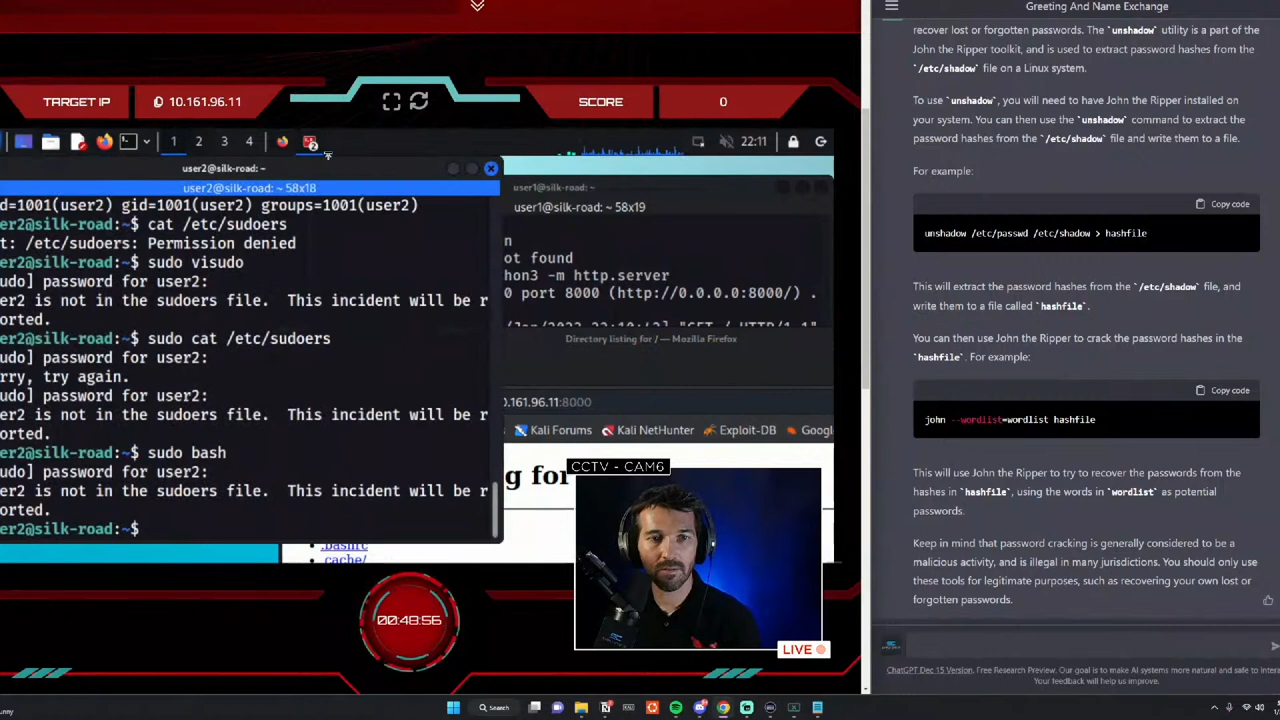 TARGET IP
10.161.96.11
SCORE
0
1 2 3 4
2
22:11
user2@silk-road: ~
user2@silk-road: ~ 58x18
d=1001(user2) gid=1001(user2) groups=1001(user2)
er2@silk-road:~$ cat /etc/sudoers
t: /etc/sudoers: Permission denied
er2@silk-road:~$ sudo visudo
udo] password for user2:
er2 is not in the sudoers file.  This incident will be r
orted.
er2@silk-road:~$ sudo cat /etc/sudoers
udo] password for user2:
rry, try again.
udo] password for user2:
er2 is not in the sudoers file.  This incident will be r
orted.
er2@silk-road:~$ sudo bash
udo] password for user2:
er2 is not in the sudoers file.  This incident will be r
orted.
er2@silk-road:~$
user1@silk-road: ~
user1@silk-road: ~ 58x19
n
ot found
hon3 -m http.server
0 port 8000 (http://0.0.0.0:8000/) .
"GET / HTTP/1.1"
Directory listing for / — Mozilla Firefox
0.161.96.11:8000
Kali Forums
Kali NetHunter
Exploit-DB
Googl
g for
.bashrc
.cache/
CCTV - CAM6
LIVE
00:48:56
Greeting And Name Exchange
recover lost or forgotten passwords. The `unshadow` utility is a part of the
John the Ripper toolkit, and is used to extract password hashes from the
`/etc/shadow` file on a Linux system.
To use `unshadow`, you will need to have John the Ripper installed on
your system. You can then use the `unshadow` command to extract the
password hashes from the `/etc/shadow` file and write them to a file.
For example:
Copy code
unshadow /etc/passwd /etc/shadow > hashfile
This will extract the password hashes from the `/etc/shadow` file, and
write them to a file called `hashfile`.
You can then use John the Ripper to crack the password hashes in the
`hashfile`. For example:
Copy code
john --wordlist=wordlist hashfile
This will use John the Ripper to try to recover the passwords from the
hashes in `hashfile`, using the words in `wordlist` as potential
passwords.
Keep in mind that password cracking is generally considered to be a
malicious activity, and is illegal in many jurisdictions. You should only use
these tools for legitimate purposes, such as recovering your own lost or
forgotten passwords.
ChatGPT Dec 15 Version. Free Research Preview. Our goal is to make AI systems more natural and safe to intera
Your feedback will help us improve.
unny
Search